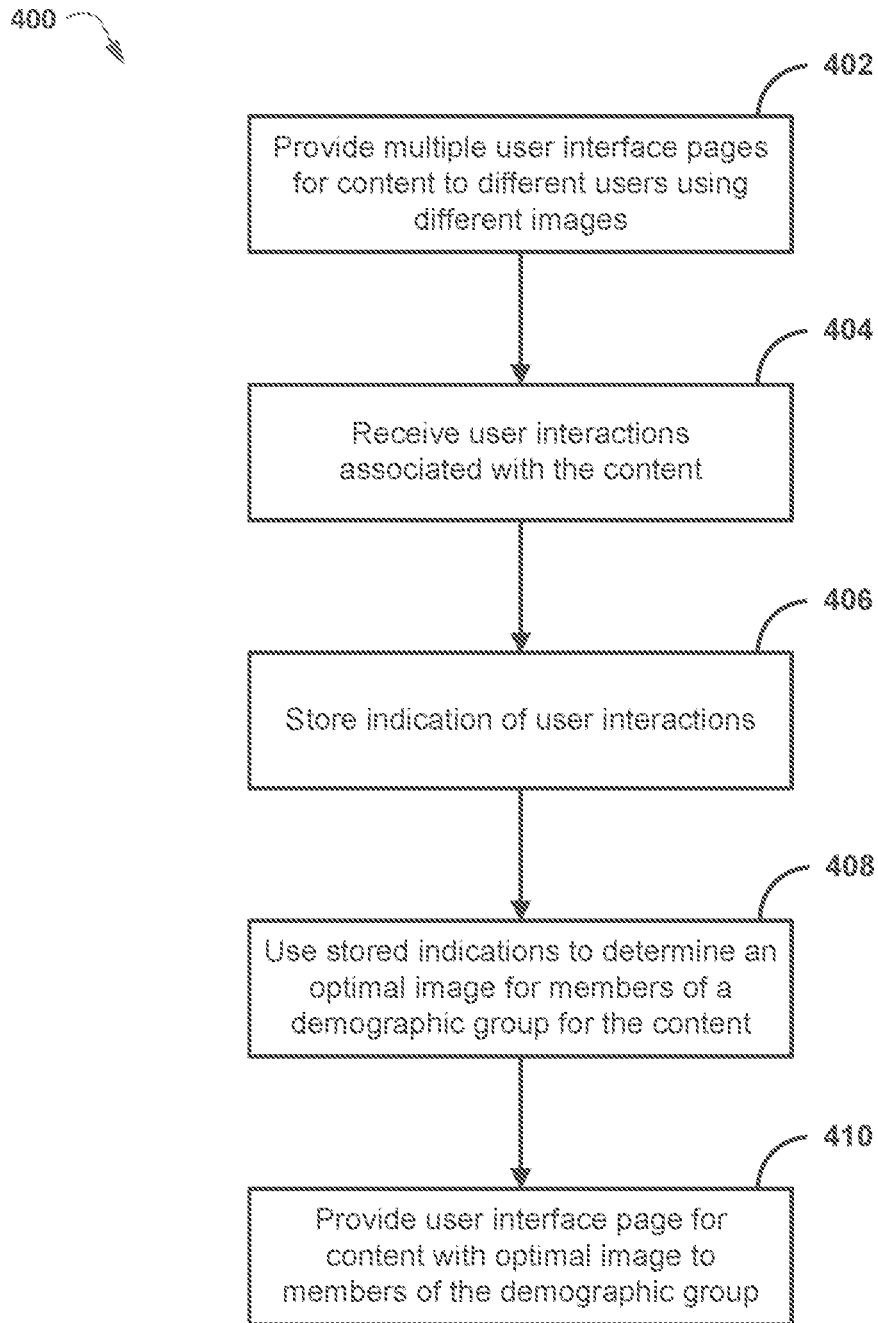 400
402
Provide multiple user interface pages
for content to different users using
different images
404
Receive user interactions
associated with the content
406
Store indication of user interactions
408
Use stored indications to determine an
optimal image for members of a
demographic group for the content
410
Provide user interface page for
content with optimal image to
members of the demographic group